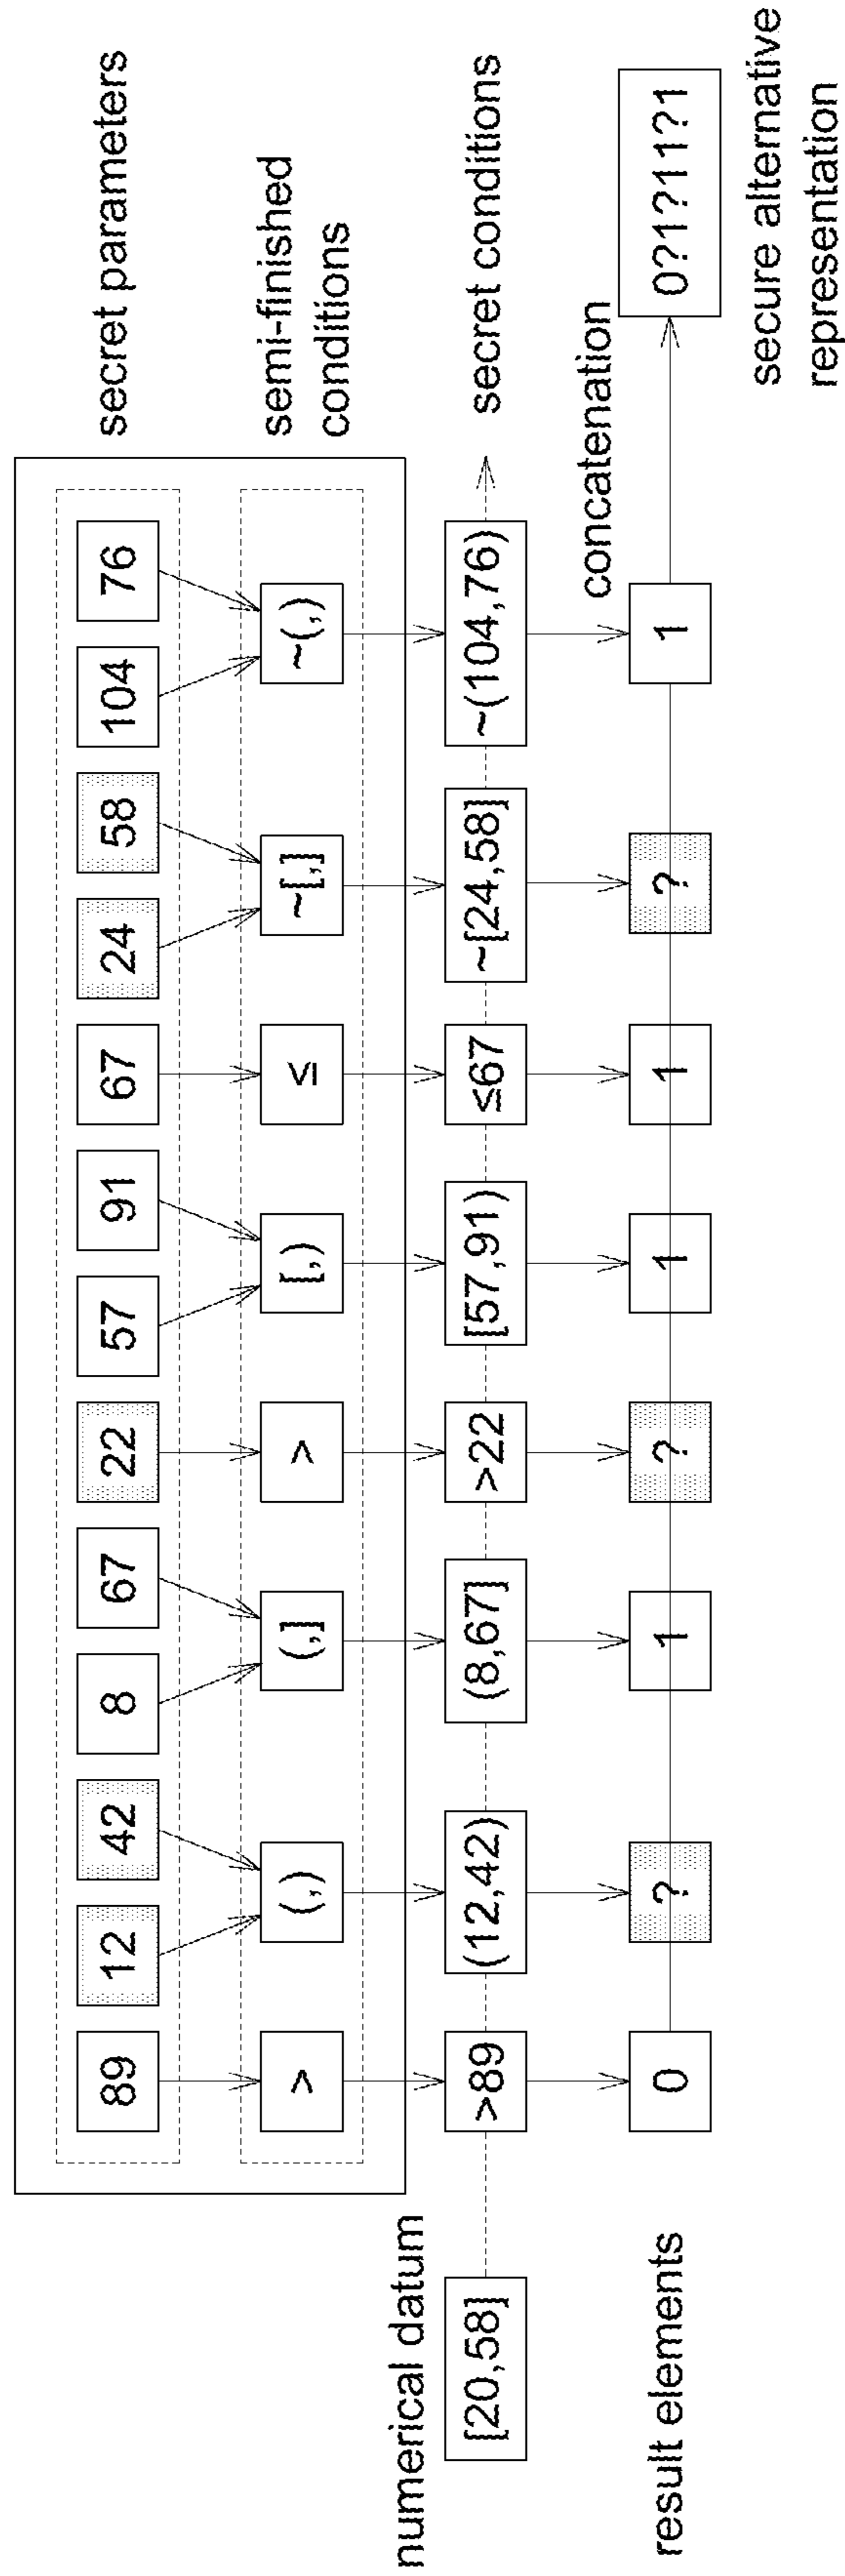 89 12 42 8 67 22 57 91 67 24 58 104 76 secret parameters
> (,) (,] > [,) ≤ ~[,] ~(,) semi-finished
conditions
numerical datum
[20,58] >89 (12,42) (8,67] >22 [57,91) ≤67 ~[24,58] ~(104,76) secret conditions
concatenation
result elements 0 ? 1 ? 1 1 ? 1 0?1?11?1
secure alternative
representation